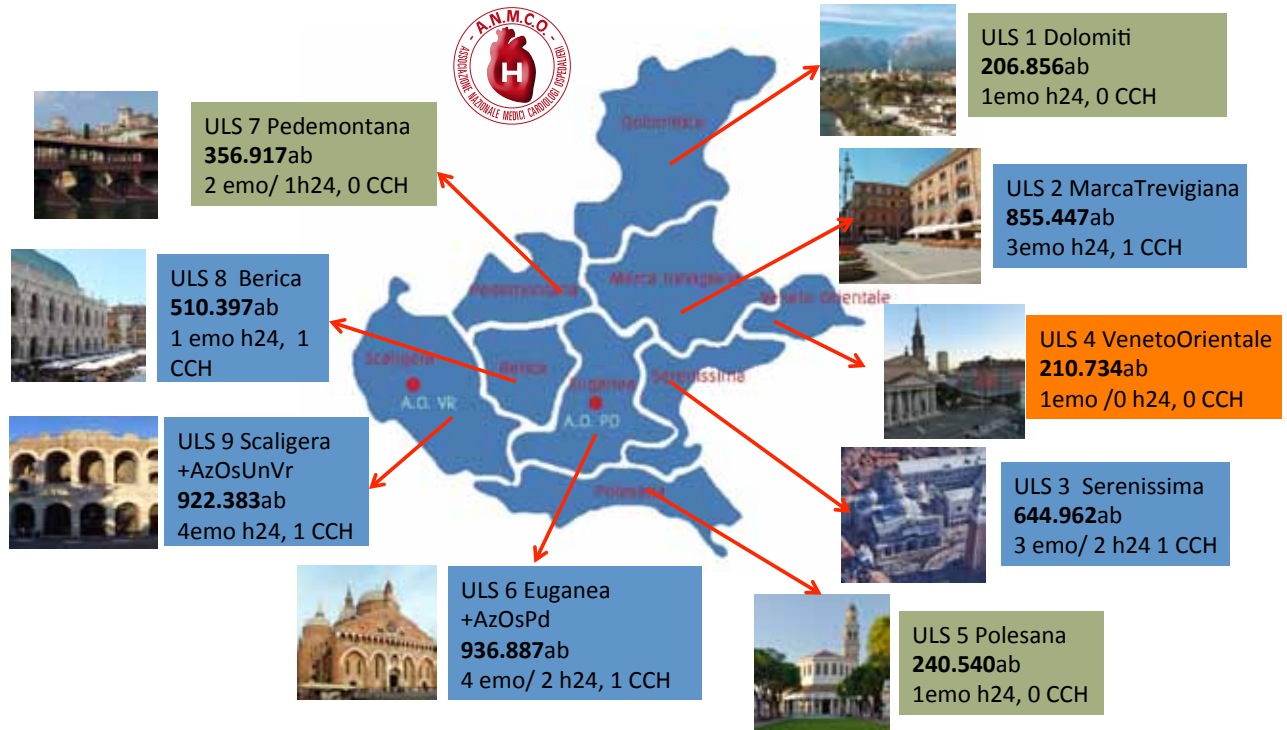 A.N.M.C.O.
ASSOCIAZIONE NAZIONALE MEDICI CARDIOLOGI OSPEDALIERI
H
ULS 1 Dolomiti
206.856ab
1emo h24, 0 CCH
ULS 7 Pedemontana
356.917ab
2 emo/ 1h24, 0 CCH
Dolomitica
ULS 2 MarcaTrevigiana
855.447ab
3emo h24, 1 CCH
ULS 8 Berica
510.397ab
1 emo h24, 1
CCH
Pedemontana
Marca Trevigiana
Veneto Orientale
ULS 4 VenetoOrientale
210.734ab
1emo /0 h24, 0 CCH
Scaligera
Berica
Euganea
Serenissima
A.O. VR
A.O. PD
ULS 9 Scaligera
+AzOsUnVr
922.383ab
4emo h24, 1 CCH
Polesana
ULS 3 Serenissima
644.962ab
3 emo/ 2 h24 1 CCH
ULS 6 Euganea
+AzOsPd
936.887ab
4 emo/ 2 h24, 1 CCH
ULS 5 Polesana
240.540ab
1emo h24, 0 CCH